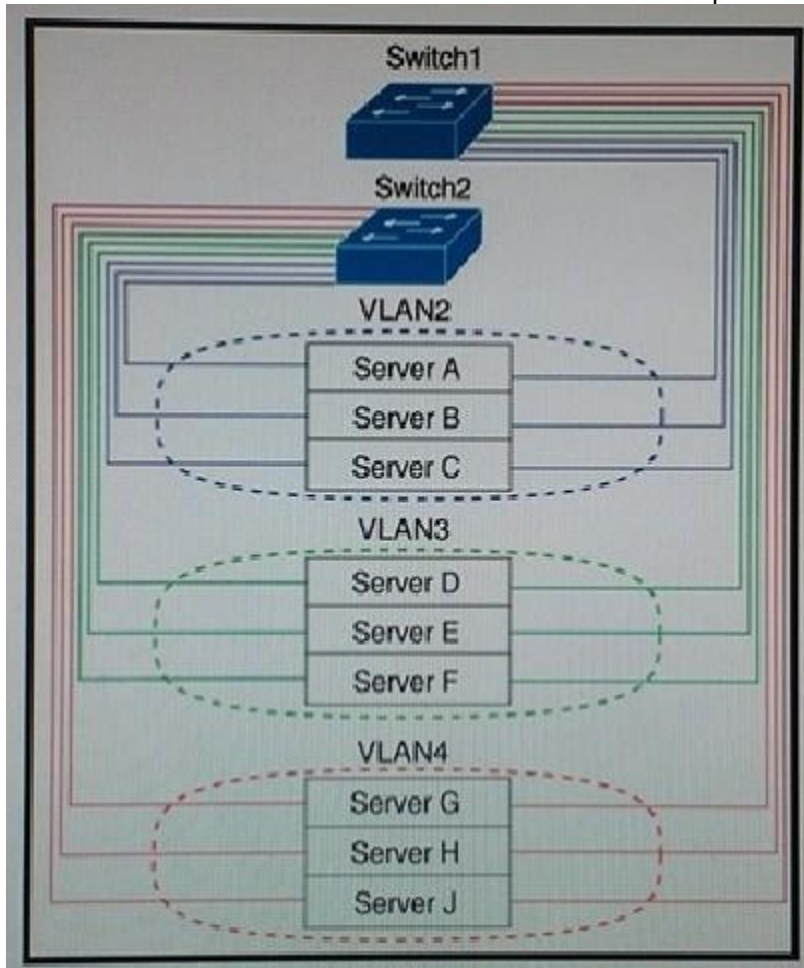 Switch1
Switch2
VLAN2
Server A
Server B
Server C
VLAN3
Server D
Server E
Server F
VLAN4
Server G
Server H
Server J